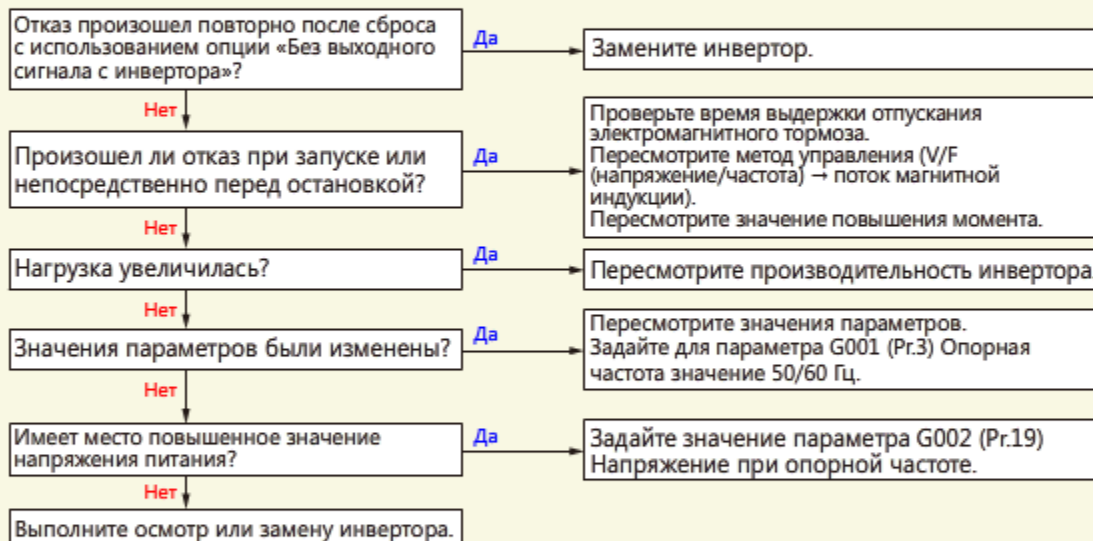 Отказ произошел повторно после сброса
с использованием опции «Без выходного
сигнала с инвертора»?
Да
Замените инвертор.
Нет
Произошел ли отказ при запуске или
непосредственно перед остановкой?
Да
Проверьте время выдержки отпускания
электромагнитного тормоза.
Пересмотрите метод управления (V/F
(напряжение/частота) → поток магнитной
индукции).
Пересмотрите значение повышения момента.
Нет
Нагрузка увеличилась?
Да
Пересмотрите производительность инвертора.
Нет
Значения параметров были изменены?
Да
Пересмотрите значения параметров.
Задайте для параметра G001 (Pr.3) Опорная
частота значение 50/60 Гц.
Нет
Имеет место повышенное значение
напряжения питания?
Да
Задайте значение параметра G002 (Pr.19)
Напряжение при опорной частоте.
Нет
Выполните осмотр или замену инвертора.